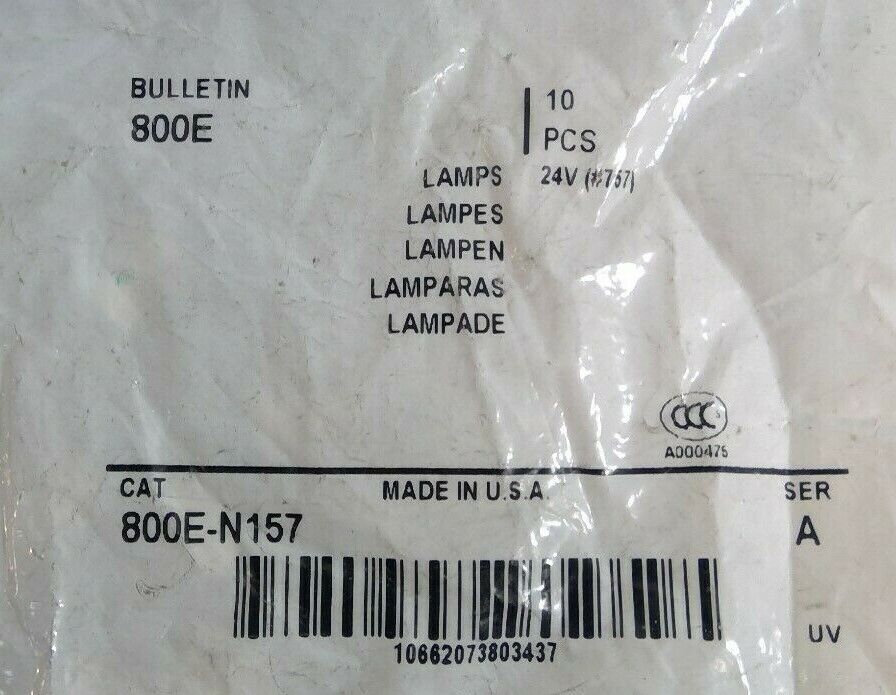 BULLETIN
800E
10
PCS
LAMPS 24V (#757)
LAMPES
LAMPEN
LAMPARAS
LAMPADE
CCC S
A000475
CAT MADE IN U.S.A. SER
800E-N157 A
UV
10662073803437